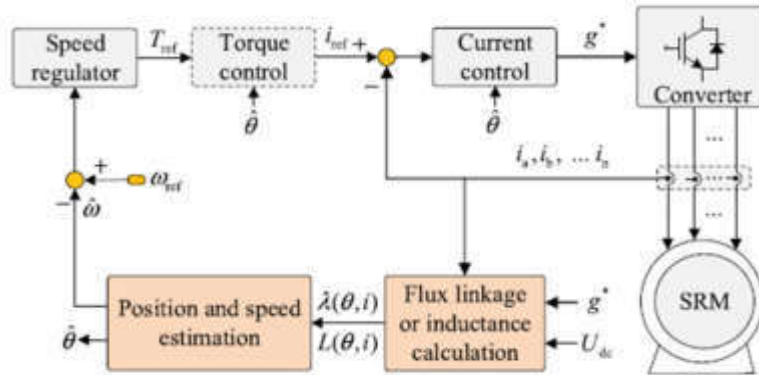 Speed
regulator
T_ref
Torque
control
i_ref +
−
Current
control
g*
Converter
θ̂
θ̂
...
i_a, i_b, ... i_n
...
...
+
ω_ref
−
ω̂
Position and speed
estimation
θ̂
λ̂(θ,i)
L(θ,i)
Flux linkage
or inductance
calculation
g*
U_dc
SRM